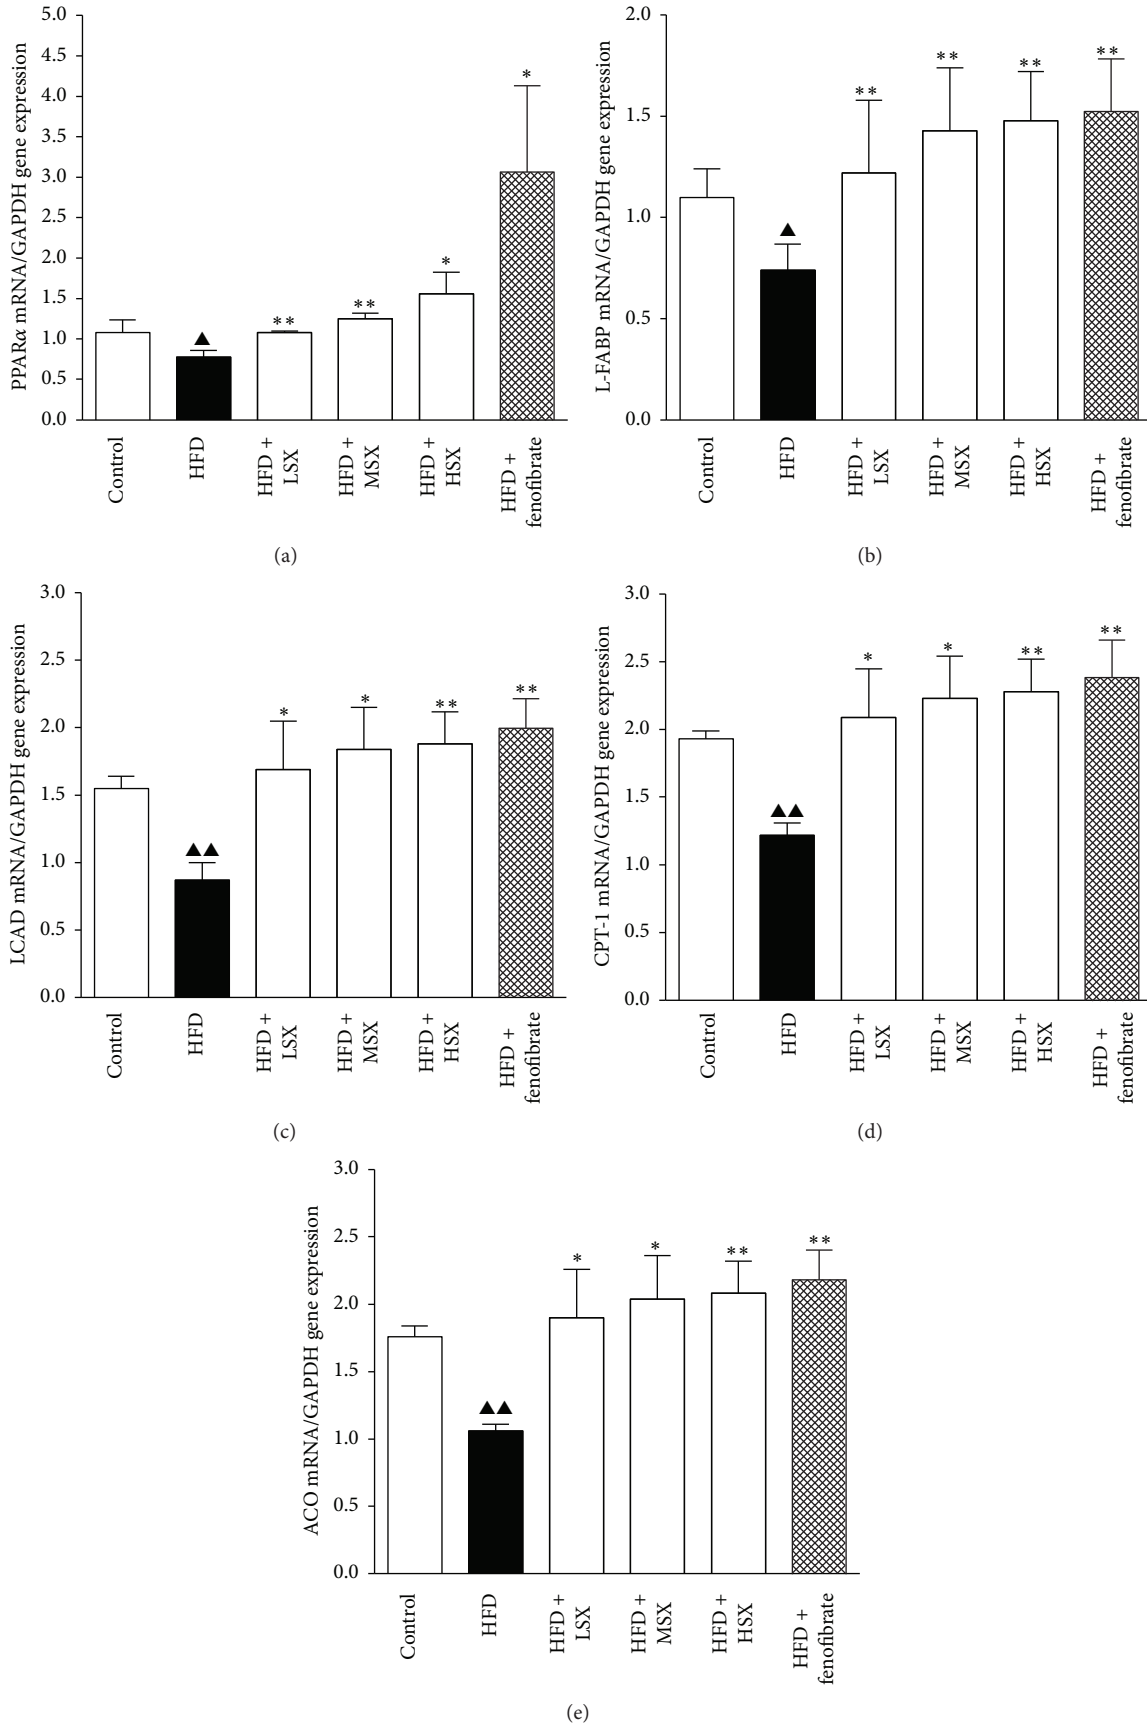 5.0
4.5
4.0
3.5
3.0
2.5
2.0
1.5
1.0
0.5
0.0
PPARα mRNA/GAPDH gene expression
*
▲
**
**
*
Control
HFD
HFD +
LSX
HFD +
MSX
HFD +
HSX
HFD +
fenofibrate
(a)
2.0
1.5
1.0
0.5
0.0
L-FABP mRNA/GAPDH gene expression
▲
**
**
**
**
Control
HFD
HFD +
LSX
HFD +
MSX
HFD +
HSX
HFD +
fenofibrate
(b)
3.0
2.5
2.0
1.5
1.0
0.5
0.0
LCAD mRNA/GAPDH gene expression
▲▲
*
*
**
**
Control
HFD
HFD +
LSX
HFD +
MSX
HFD +
HSX
HFD +
fenofibrate
(c)
3.0
2.5
2.0
1.5
1.0
0.5
0.0
CPT-1 mRNA/GAPDH gene expression
▲▲
*
*
**
**
Control
HFD
HFD +
LSX
HFD +
MSX
HFD +
HSX
HFD +
fenofibrate
(d)
3.0
2.5
2.0
1.5
1.0
0.5
0.0
ACO mRNA/GAPDH gene expression
▲▲
*
*
**
**
Control
HFD
HFD +
LSX
HFD +
MSX
HFD +
HSX
HFD +
fenofibrate
(e)